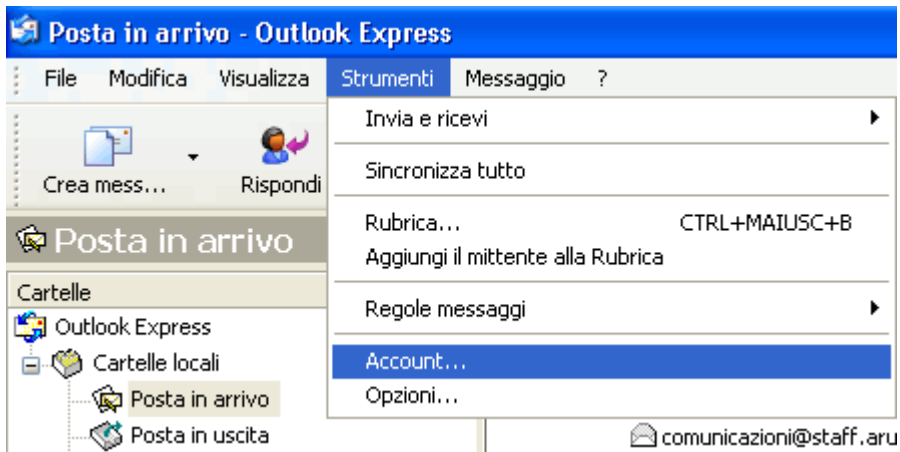 Posta in arrivo - Outlook Express
File Modifica Visualizza Strumenti Messaggio ?
Crea mess... Rispondi
Invia e ricevi
Sincronizza tutto
Rubrica... CTRL+MAIUSC+B
Aggiungi il mittente alla Rubrica
Regole messaggi
Account...
Opzioni...
Posta in arrivo
Cartelle
Outlook Express
Cartelle locali
Posta in arrivo
Posta in uscita
comunicazioni@staff.aru